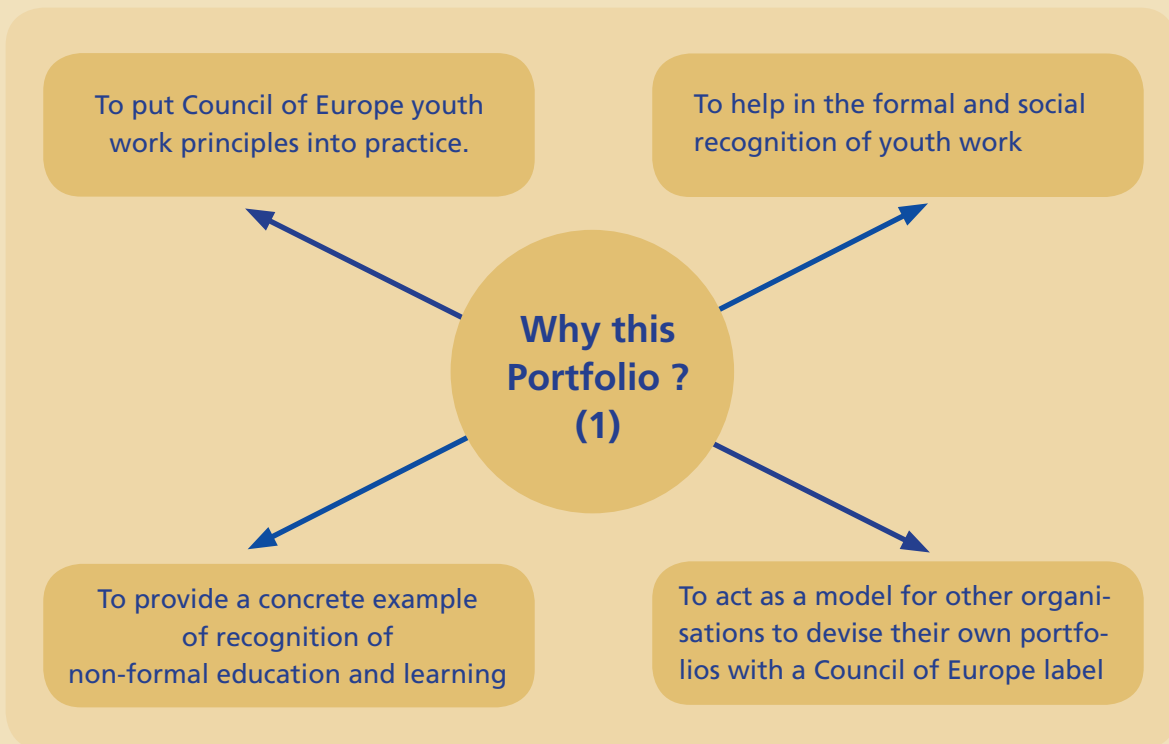 To put Council of Europe youth
work principles into practice.
To help in the formal and social
recognition of youth work
Why this
Portfolio ?
(1)
To provide a concrete example
of recognition of
non-formal education and learning
To act as a model for other organi-
sations to devise their own portfo-
lios with a Council of Europe label